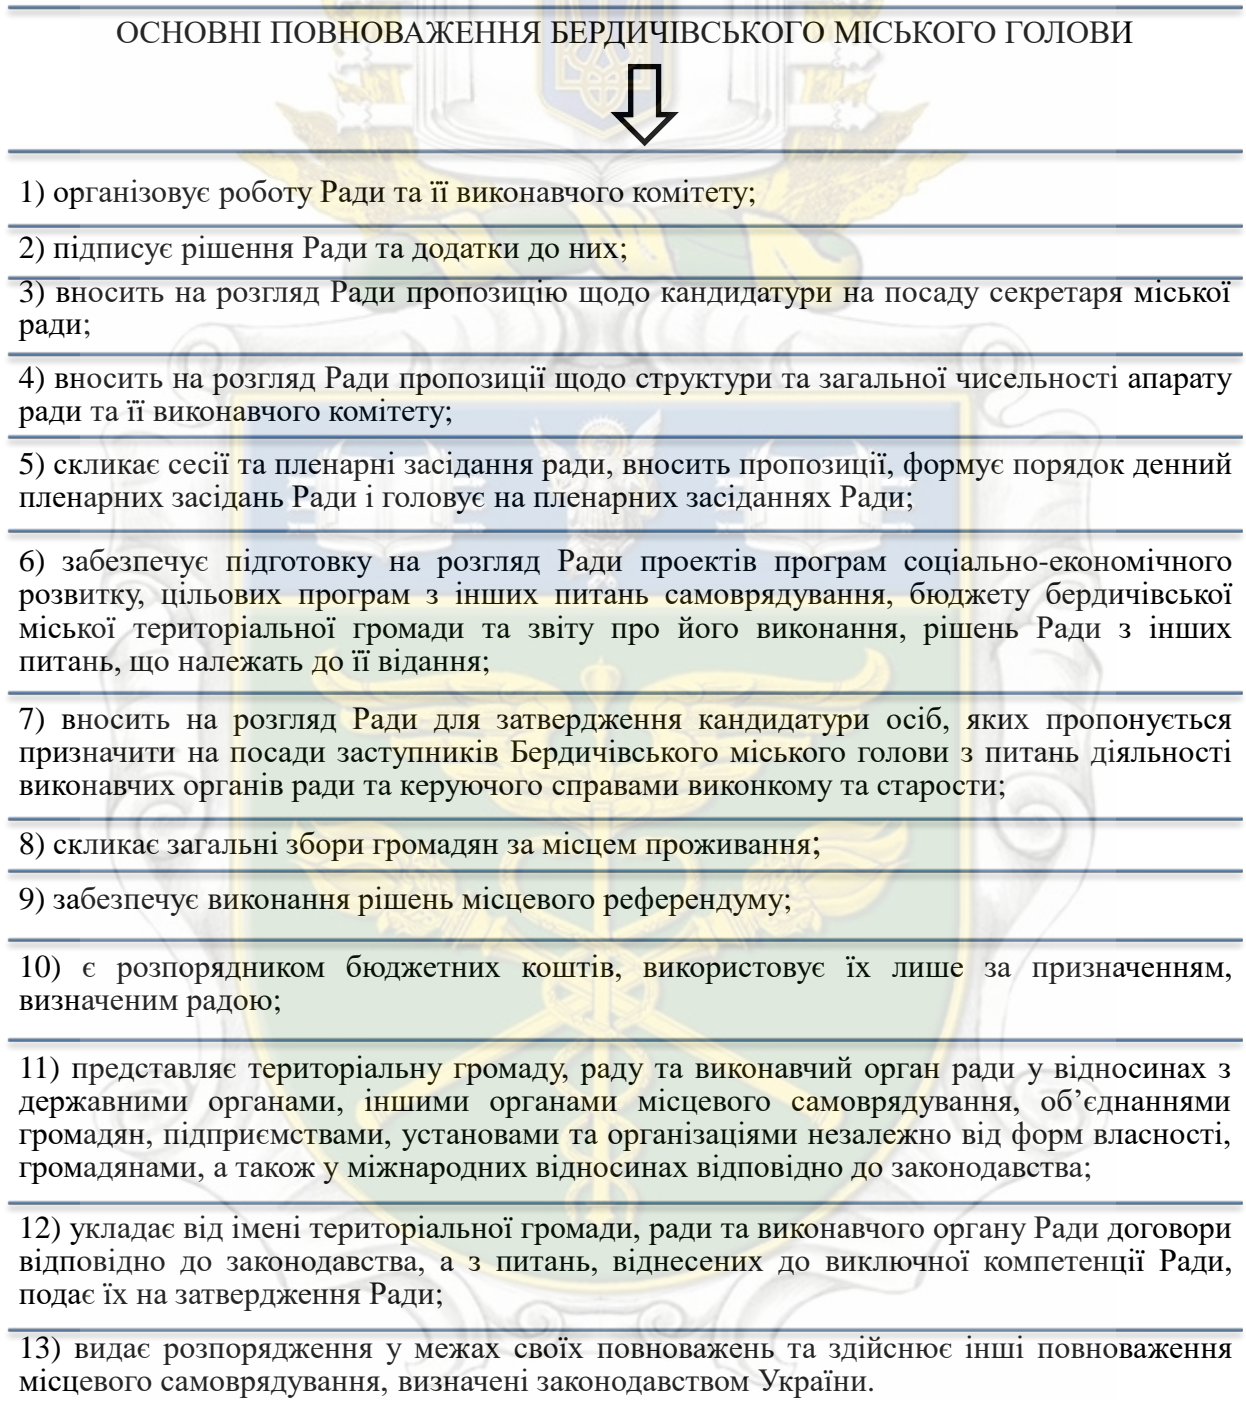 ОСНОВНІ ПОВНОВАЖЕННЯ БЕРДИЧІВСЬКОГО МІСЬКОГО ГОЛОВИ
1) організовує роботу Ради та її виконавчого комітету;
2) підписує рішення Ради та додатки до них;
3) вносить на розгляд Ради пропозицію щодо кандидатури на посаду секретаря міської
ради;
4) вносить на розгляд Ради пропозиції щодо структури та загальної чисельності апарату
ради та її виконавчого комітету;
5) скликає сесії та пленарні засідання ради, вносить пропозиції, формує порядок денний
пленарних засідань Ради і головує на пленарних засіданнях Ради;
6) забезпечує підготовку на розгляд Ради проектів програм соціально-економічного
розвитку, цільових програм з інших питань самоврядування, бюджету бердичівської
міської територіальної громади та звіту про його виконання, рішень Ради з інших
питань, що належать до її відання;
7) вносить на розгляд Ради для затвердження кандидатури осіб, яких пропонується
призначити на посади заступників Бердичівського міського голови з питань діяльності
виконавчих органів ради та керуючого справами виконкому та старости;
8) скликає загальні збори громадян за місцем проживання;
9) забезпечує виконання рішень місцевого референдуму;
10) є розпорядником бюджетних коштів, використовує їх лише за призначенням,
визначеним радою;
11) представляє територіальну громаду, раду та виконавчий орган ради у відносинах з
державними органами, іншими органами місцевого самоврядування, об’єднаннями
громадян, підприємствами, установами та організаціями незалежно від форм власності,
громадянами, а також у міжнародних відносинах відповідно до законодавства;
12) укладає від імені територіальної громади, ради та виконавчого органу Ради договори
відповідно до законодавства, а з питань, віднесених до виключної компетенції Ради,
подає їх на затвердження Ради;
13) видає розпорядження у межах своїх повноважень та здійснює інші повноваження
місцевого самоврядування, визначені законодавством України.